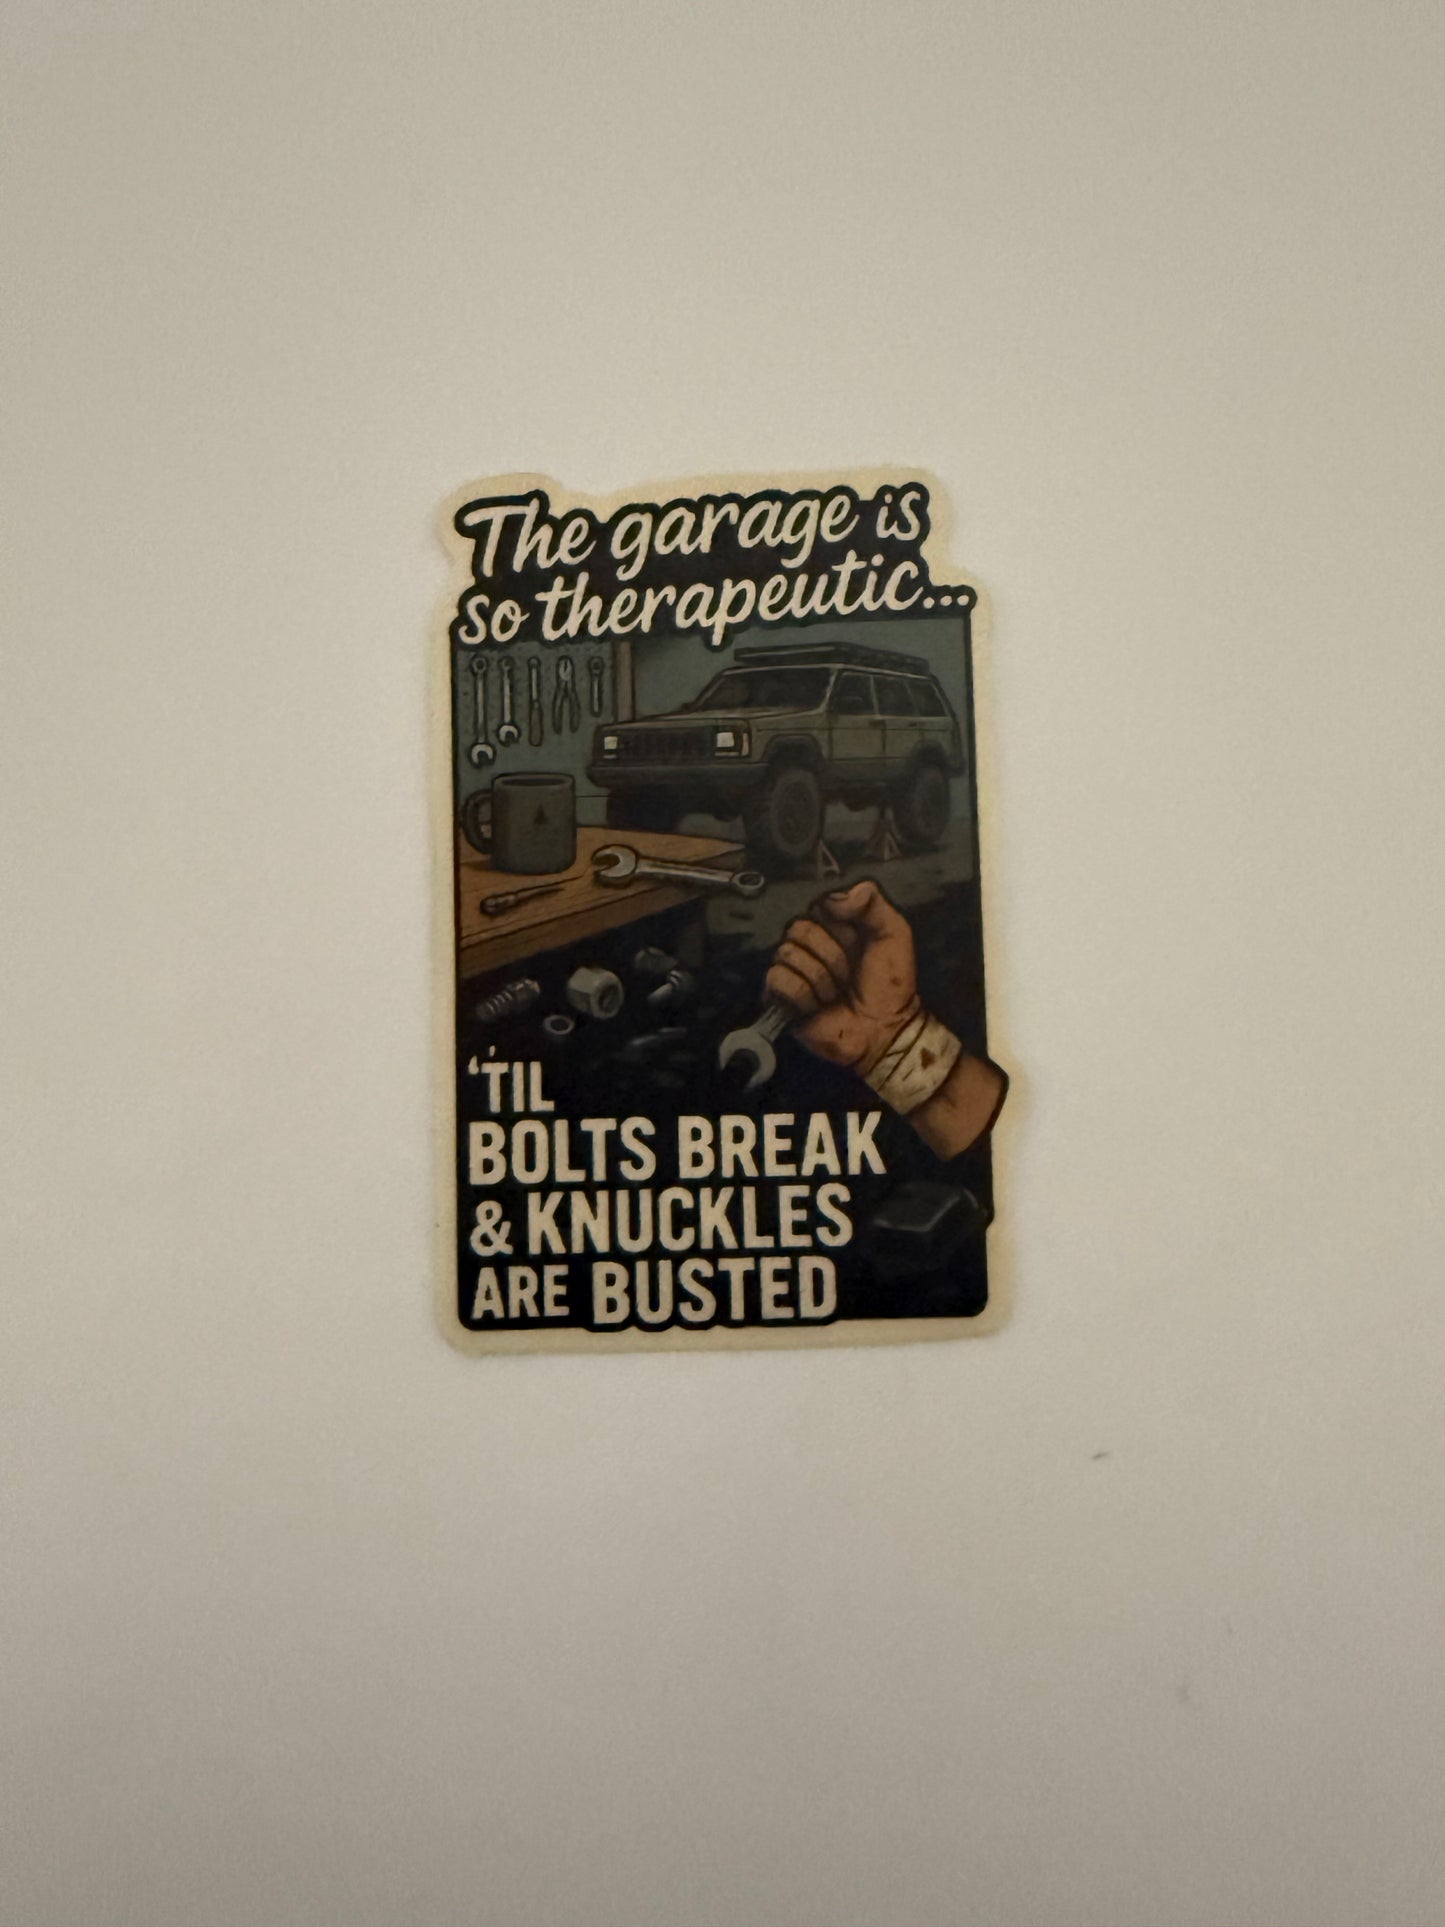 The garage is
so therapeutic...
'TIL
BOLTS BREAK
& KNUCKLES
ARE BUSTED